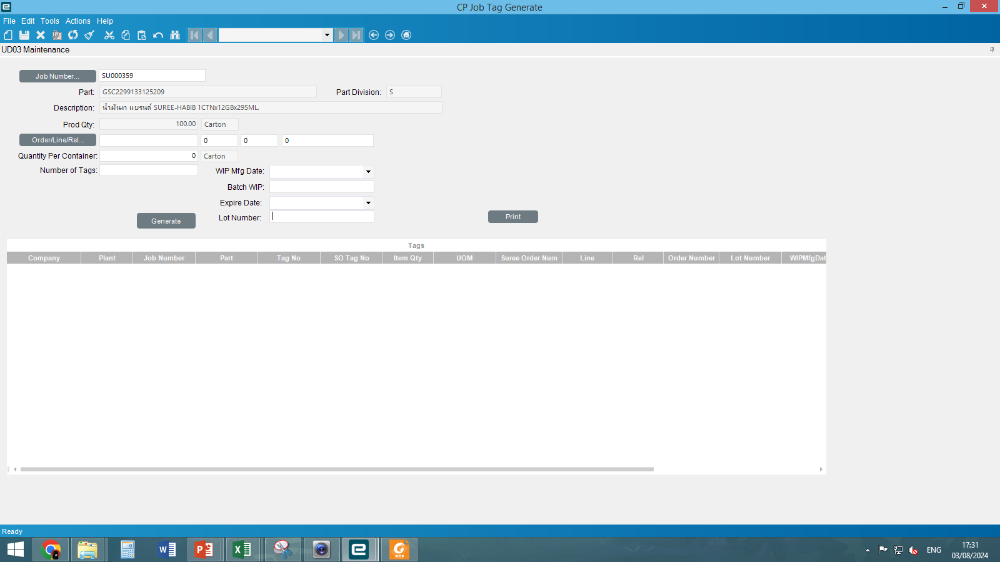 CP Job Tag Generate
File Edit Tools Actions Help
UD03 Maintenance
Job Number... SU000359
Part: GSC2299133125209 Part Division: S
Description: น้ำมันงา แบรนด์ SUREE-HABIB 1CTNx12GBx295ML.
Prod Qty: 100.00 Carton
Order/Line/Rel... 0 0 0
Quantity Per Container: 0 Carton
Number of Tags: WIP Mfg Date:
Batch WIP:
Expire Date:
Generate Lot Number: Print
Tags
Company Plant Job Number Part Tag No SO Tag No Item Qty UOM Suree Order Num Line Rel Order Number Lot Number WIPMfgDat
Ready
PDF
ENG
17:31
03/08/2024